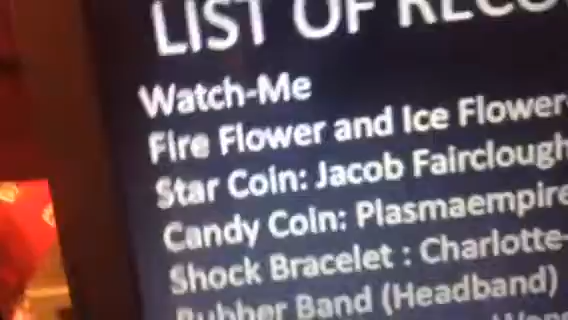 LIST OF
Watch-Me
Fire Flower and Ice Flower
Star Coin: Jacob Fairclough
Candy Coin: Plasmaempire
Shock Bracelet : Charlotte-
Rubber Band (Headband)